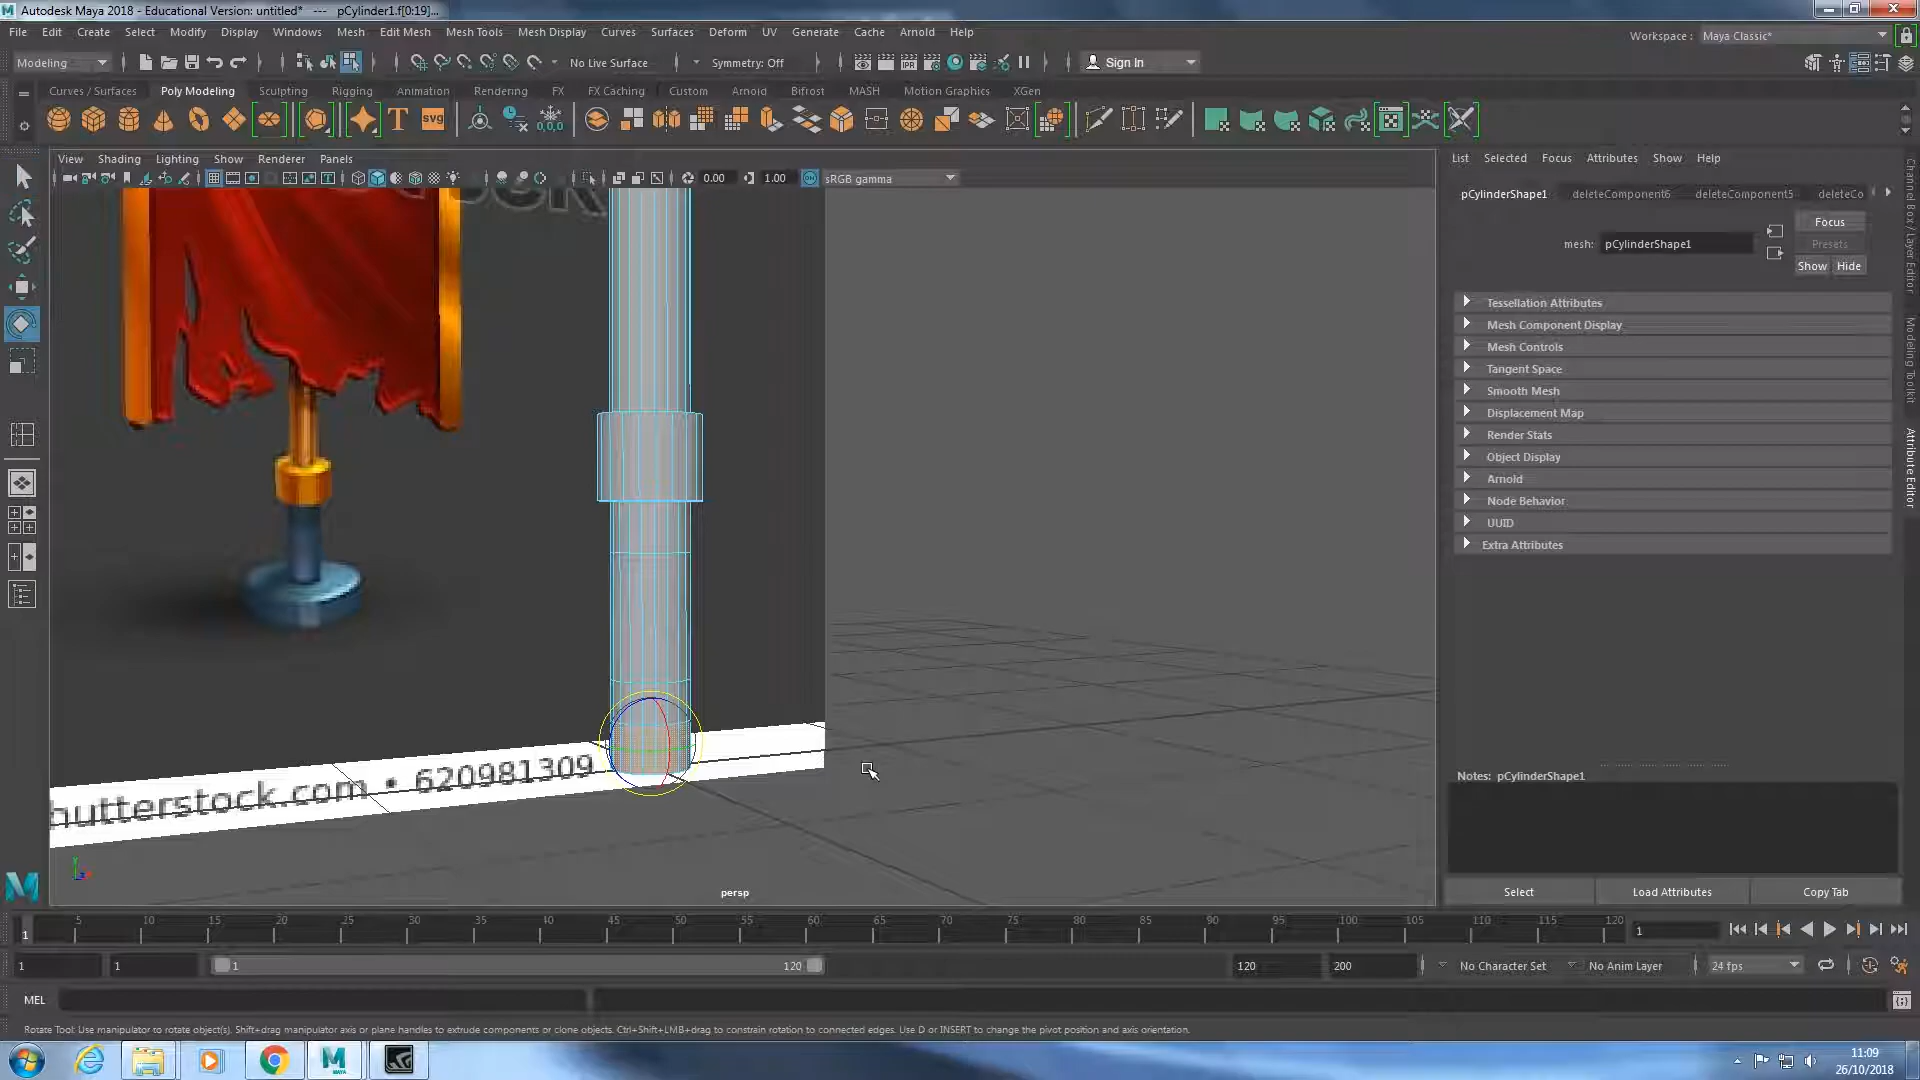 Autodesk Maya 2018 - Educational Version: untitled*   ---   pCylinder1.f[0:19]...
File Edit Create Select Modify Display Windows Mesh Edit Mesh Mesh Tools Mesh Display Curves Surfaces Deform UV Generate Cache Arnold Help
Workspace : Maya Classic*
Modeling No Live Surface Symmetry: Off Sign In
Curves / Surfaces Poly Modeling Sculpting Rigging Animation Rendering FX FX Caching Custom Arnold Bifrost MASH Motion Graphics XGen
View Shading Lighting Show Renderer Panels
0.00 1.00 sRGB gamma
List Selected Focus Attributes Show Help
pCylinderShape1 deleteComponent6 deleteComponent5 deleteCo
Focus
mesh: pCylinderShape1
Presets
Show Hide
Tessellation Attributes
Mesh Component Display
Mesh Controls
Tangent Space
Smooth Mesh
Displacement Map
Render Stats
Object Display
Arnold
Node Behavior
UUID
Extra Attributes
Channel Box / Layer Editor
Modeling Toolkit
Attribute Editor
hutterstock.com • 620981309
Notes: pCylinderShape1
persp
Select Load Attributes Copy Tab
5 10 15 20 25 30 35 40 45 50 55 60 65 70 75 80 85 90 95 100 105 110 115 120
1 1
1 1 1 120 120 200 No Character Set No Anim Layer 24 fps
MEL
Rotate Tool: Use manipulator to rotate object(s). Shift+drag manipulator axis or plane handles to extrude components or clone objects. Ctrl+Shift+LMB+drag to constrain rotation to connected edges. Use D or INSERT to change the pivot position and axis orientation.
11:09
26/10/2018